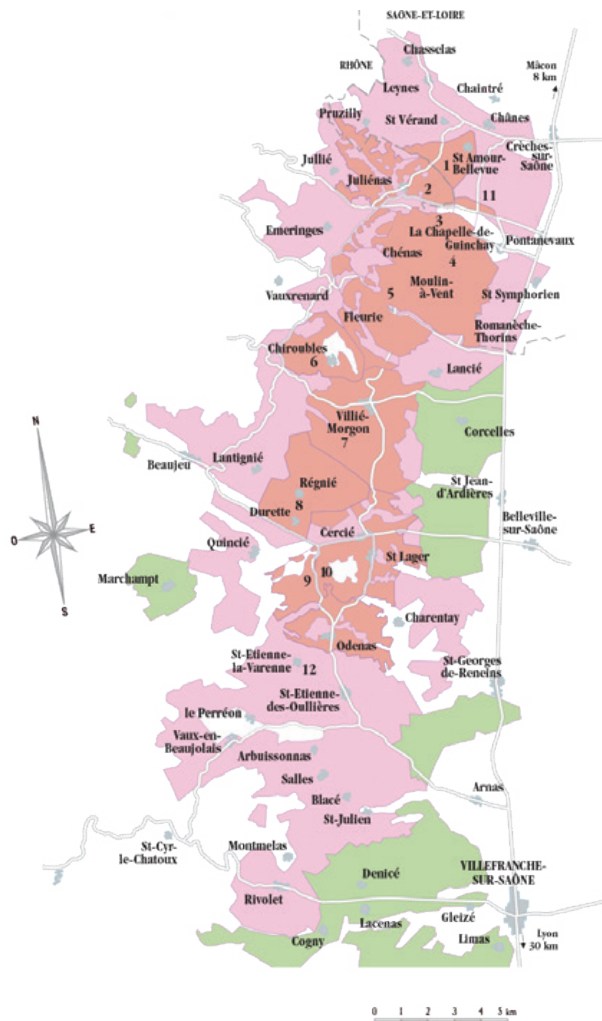 SAÔNE-ET-LOIRE
Chasselas
RHÔNE
Mâcon
8 km
Leynes
Chaintré
Pruzilly
St Vérand
Chânes
Crèches-
sur-
Saône
Jullié
1
St Amour-
Bellevue
Juliénas
2
11
3
Emeringes
La Chapelle-de-
Guinchay
Pontanevaux
Chénas
4
Vauxrenard
5
Moulin-
à-Vent
St Symphorien
Fleurie
Romanèche-
Thorins
Chiroubles
6
Lancié
Villié-
Morgon
7
Corcelles
N
Beaujeu
Lantignié
Régnié
St Jean-
d'Ardières
8
Durette
Belleville-
sur-Saône
O
E
Cercié
Quincié
St Lager
9
10
Marchampt
S
Charentay
Odenas
St-Etienne-
la-Varenne
12
St-Georges
de-Reneins
St-Etienne-
des-Oullières
le Perréon
Vaux-en-
Beaujolais
Arbuissonnas
Salles
Arnas
Blacé
St-Julien
St-Cyr-
le-Chatoux
Montmelas
Denicé
VILLEFRANCHE-
SUR-SAÔNE
Rivolet
Lacenas
Gleizé
Cogny
Limas
Lyon
30 km
0 1 2 3 4 5 km